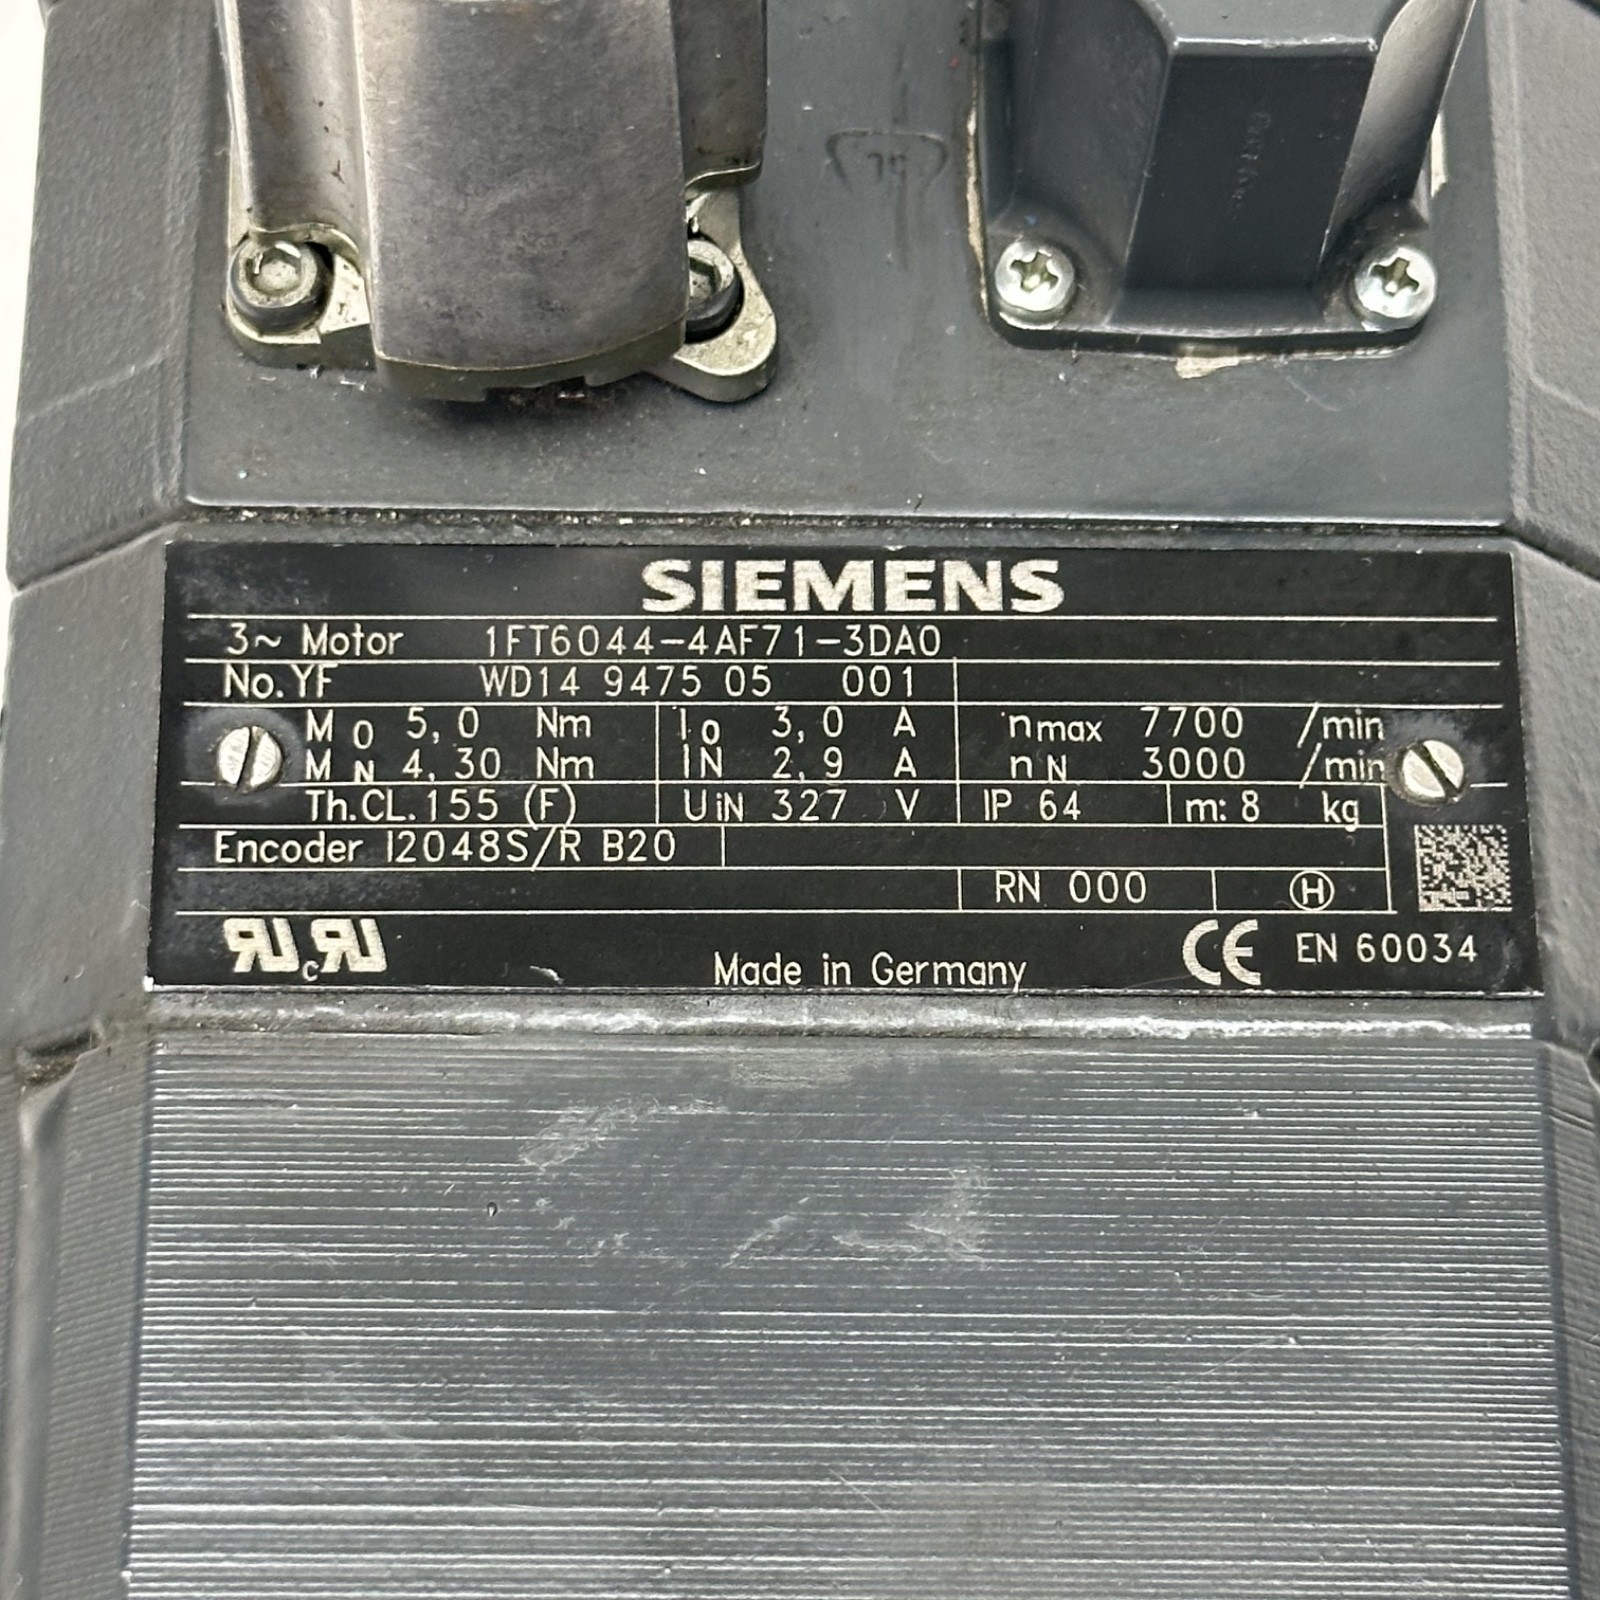 SIEMENS
3~ Motor 1FT6044-4AF71-3DA0
No. YF WD14 9475 05 001
M0 5,0 Nm I0 3,0 A nmax 7700 /min
MN 4,30 Nm IN 2,9 A nN 3000 /min
Th.CL.155 (F) UiN 327 V IP 64 m: 8 kg
Encoder I2048S/R B20
RN 000 H
RU c RU Made in Germany CE EN 60034